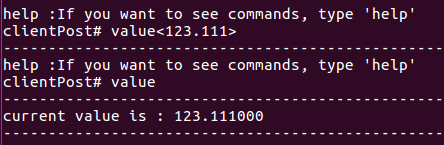 help :If you want to see commands, type 'help'
clientPost# value<123.111>
------------------------------------------------------
help :If you want to see commands, type 'help'
clientPost# value
------------------------------------------------------
current value is : 123.111000
------------------------------------------------------